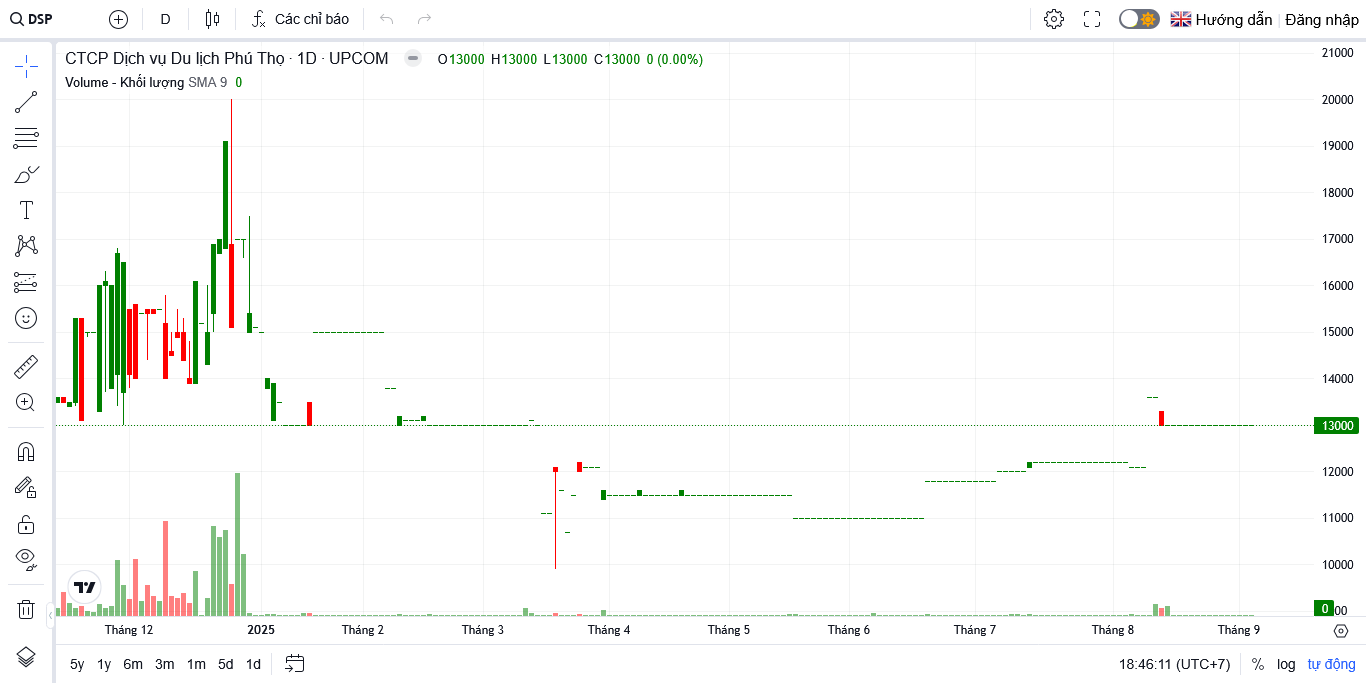 DSP D Các chỉ báo Hướng dẫn Đăng nhập
CTCP Dịch vụ Du lịch Phú Thọ · 1D · UPCOM O13000 H13000 L13000 C13000 0 (0.00%)
Volume - Khối lượng SMA 9 0
21000
20000
19000
18000
17000
16000
15000
14000
13000
12000
11000
10000
0 00
Tháng 12 2025 Tháng 2 Tháng 3 Tháng 4 Tháng 5 Tháng 6 Tháng 7 Tháng 8 Tháng 9
5y 1y 6m 3m 1m 5d 1d 18:46:11 (UTC+7) % log tự động